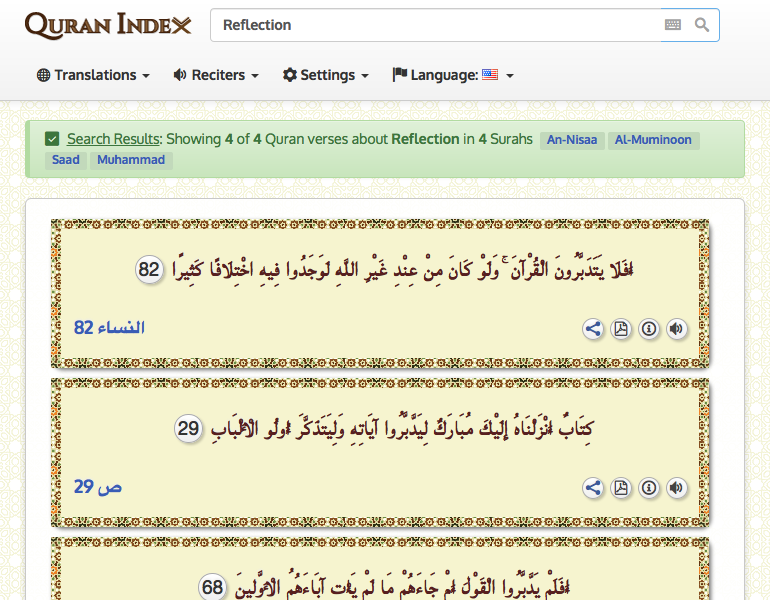 QURAN INDEX
Reflection
Translations Reciters Settings Language:
Search Results: Showing 4 of 4 Quran verses about Reflection in 4 Surahs An-Nisaa Al-Muminoon
Saad Muhammad
أَفَلَا يَتَدَبَّرُونَ الْقُرْآنَ ۚ وَلَوْ كَانَ مِنْ عِنْدِ غَيْرِ اللَّهِ لَوَجَدُوا فِيهِ اخْتِلَافًا كَثِيرًا 82
النساء 82
كِتَابٌ أَنْزَلْنَاهُ إِلَيْكَ مُبَارَكٌ لِيَدَّبَّرُوا آيَاتِهِ وَلِيَتَذَكَّرَ أُولُو الْأَلْبَابِ 29
ص 29
أَفَلَمْ يَدَّبَّرُوا الْقَوْلَ أَمْ جَاءَهُمْ مَا لَمْ يَأْتِ آبَاءَهُمُ الْأَوَّلِينَ 68